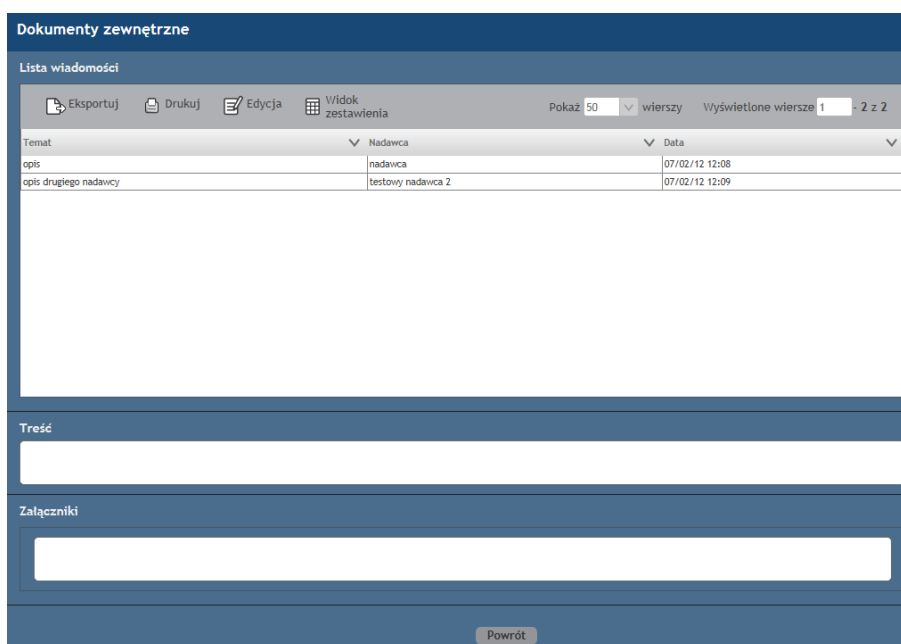 Dokumenty zewnętrzne
Lista wiadomości
Eksportuj Drukuj Edycja Widok zestawienia Pokaż 50 wierszy Wyświetlone wiersze 1 - 2 z 2
Temat Nadawca Data
opis nadawca 07/02/12 12:08
opis drugiego nadawcy testowy nadawca 2 07/02/12 12:09
Treść
Załączniki
Powrót